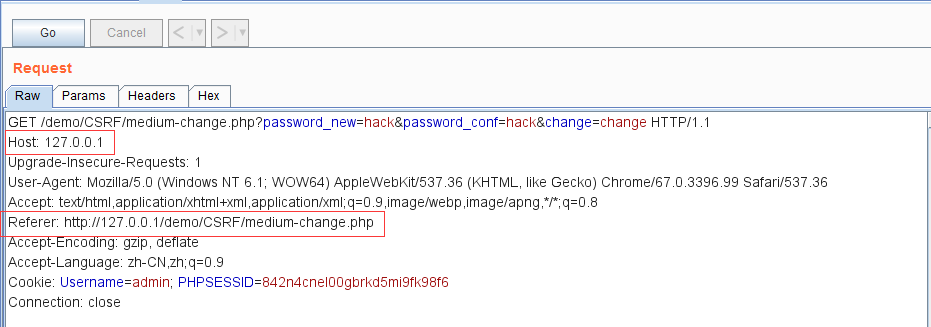 Go Cancel < >
Request
Raw Params Headers Hex
GET /demo/CSRF/medium-change.php?password_new=hack&password_conf=hack&change=change HTTP/1.1
Host: 127.0.0.1
Upgrade-Insecure-Requests: 1
User-Agent: Mozilla/5.0 (Windows NT 6.1; WOW64) AppleWebKit/537.36 (KHTML, like Gecko) Chrome/67.0.3396.99 Safari/537.36
Accept: text/html,application/xhtml+xml,application/xml;q=0.9,image/webp,image/apng,*/*;q=0.8
Referer: http://127.0.0.1/demo/CSRF/medium-change.php
Accept-Encoding: gzip, deflate
Accept-Language: zh-CN,zh;q=0.9
Cookie: Username=admin; PHPSESSID=842n4cnel00gbrkd5mi9fk98f6
Connection: close